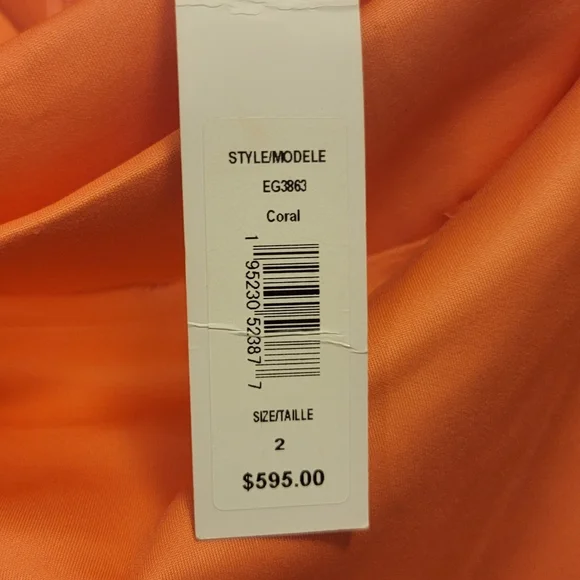 STYLE/MODELE
EG3863
Coral
1 95230 52387 7
SIZE/TAILLE
2
$595.00